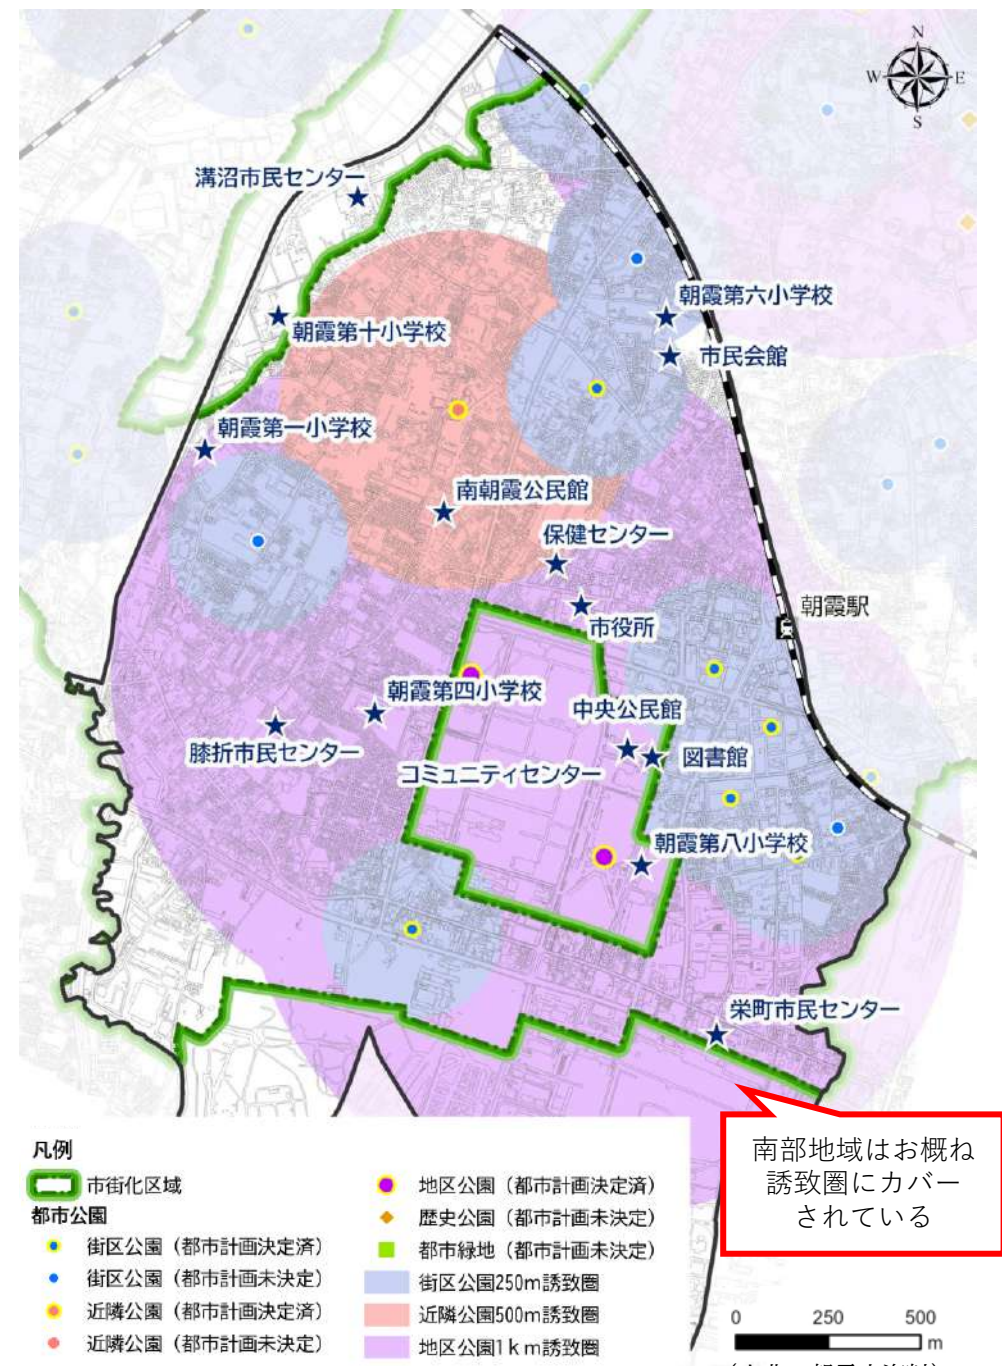 N
W
E
S
溝沼市民センター
朝霞第六小学校
朝霞第十小学校
市民会館
朝霞第一小学校
南朝霞公民館
保健センター
朝霞駅
市役所
朝霞第四小学校
中央公民館
膝折市民センター
図書館
コミュニティセンター
朝霞第八小学校
栄町市民センター
南部地域はお概ね
誘致圏にカバー
されている
凡例
市街化区域
都市公園
街区公園（都市計画決定済）
街区公園（都市計画未決定）
近隣公園（都市計画決定済）
近隣公園（都市計画未決定）
地区公園（都市計画決定済）
歴史公園（都市計画未決定）
都市緑地（都市計画未決定）
街区公園250m誘致圏
近隣公園500m誘致圏
地区公園1ｋｍ誘致圏
0 250 500
m